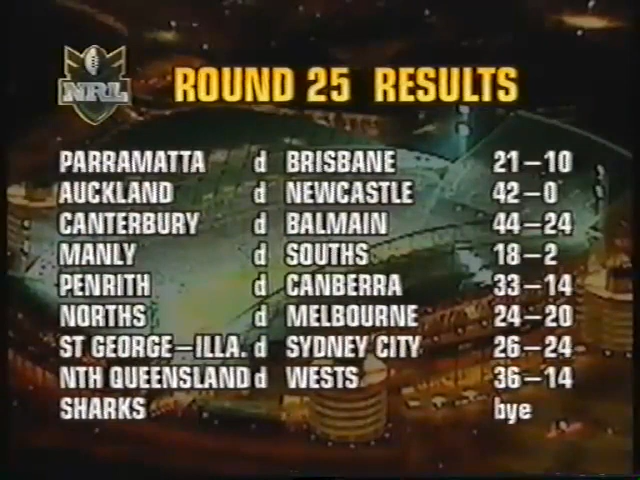 NRL
ROUND 25 RESULTS
PARRAMATTA d BRISBANE 21-10
AUCKLAND d NEWCASTLE 42-0
CANTERBURY d BALMAIN 44-24
MANLY d SOUTHS 18-2
PENRITH d CANBERRA 33-14
NORTHS d MELBOURNE 24-20
ST GEORGE-ILLA. d SYDNEY CITY 26-24
NTH QUEENSLAND d WESTS 36-14
SHARKS bye